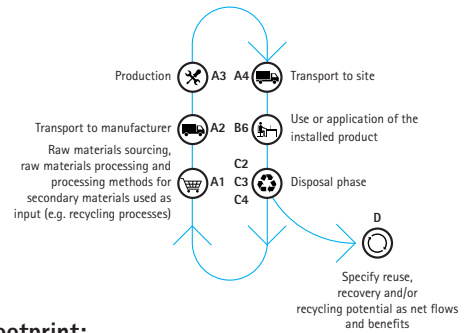 Production A3 A4 Transport to site
Transport to manufacturer A2 B6 Use or application of the
installed product
Raw materials sourcing,
raw materials processing and
processing methods for
secondary materials used as
input (e.g. recycling processes)
A1
C2
C3
C4
Disposal phase
D
Specify reuse,
recovery and/or
recycling potential as net flows
and benefits
otprint: